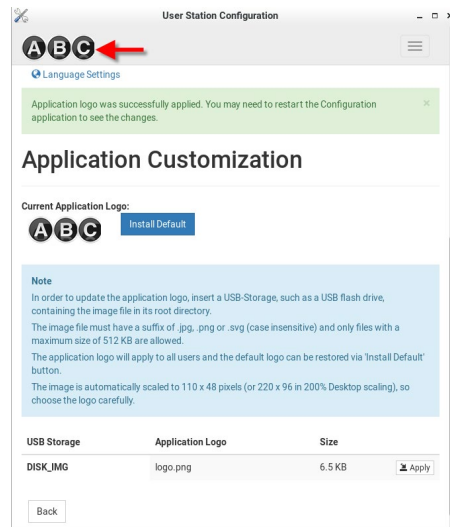 User Station Configuration
ABC
Language Settings
Application logo was successfully applied. You may need to restart the Configuration
application to see the changes.
×
Application Customization
Current Application Logo:
ABC
Install Default
Note
In order to update the application logo, insert a USB-Storage, such as a USB flash drive,
containing the image file in its root directory.
The image file must have a suffix of .jpg, .png or .svg (case insensitive) and only files with a
maximum size of 512 KB are allowed.
The application logo will apply to all users and the default logo can be restored via 'Install Default'
button.
The image is automatically scaled to 110 x 48 pixels (or 220 x 96 in 200% Desktop scaling), so
choose the logo carefully.
USB Storage Application Logo Size
DISK_IMG logo.png 6.5 KB Apply
Back